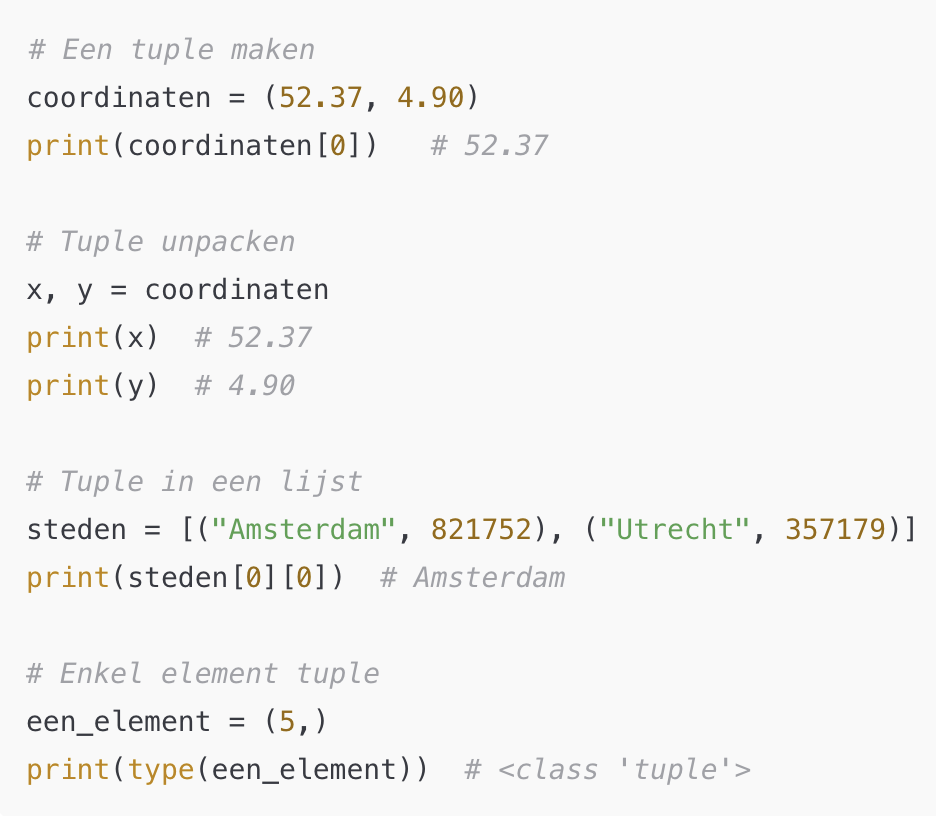 # Een tuple maken
coordinaten = (52.37, 4.90)
print(coordinaten[0])   # 52.37
# Tuple unpacken
x, y = coordinaten
print(x)  # 52.37
print(y)  # 4.90
# Tuple in een lijst
steden = [("Amsterdam", 821752), ("Utrecht", 357179)]
print(steden[0][0])  # Amsterdam
# Enkel element tuple
een_element = (5,)
print(type(een_element))  # <class 'tuple'>